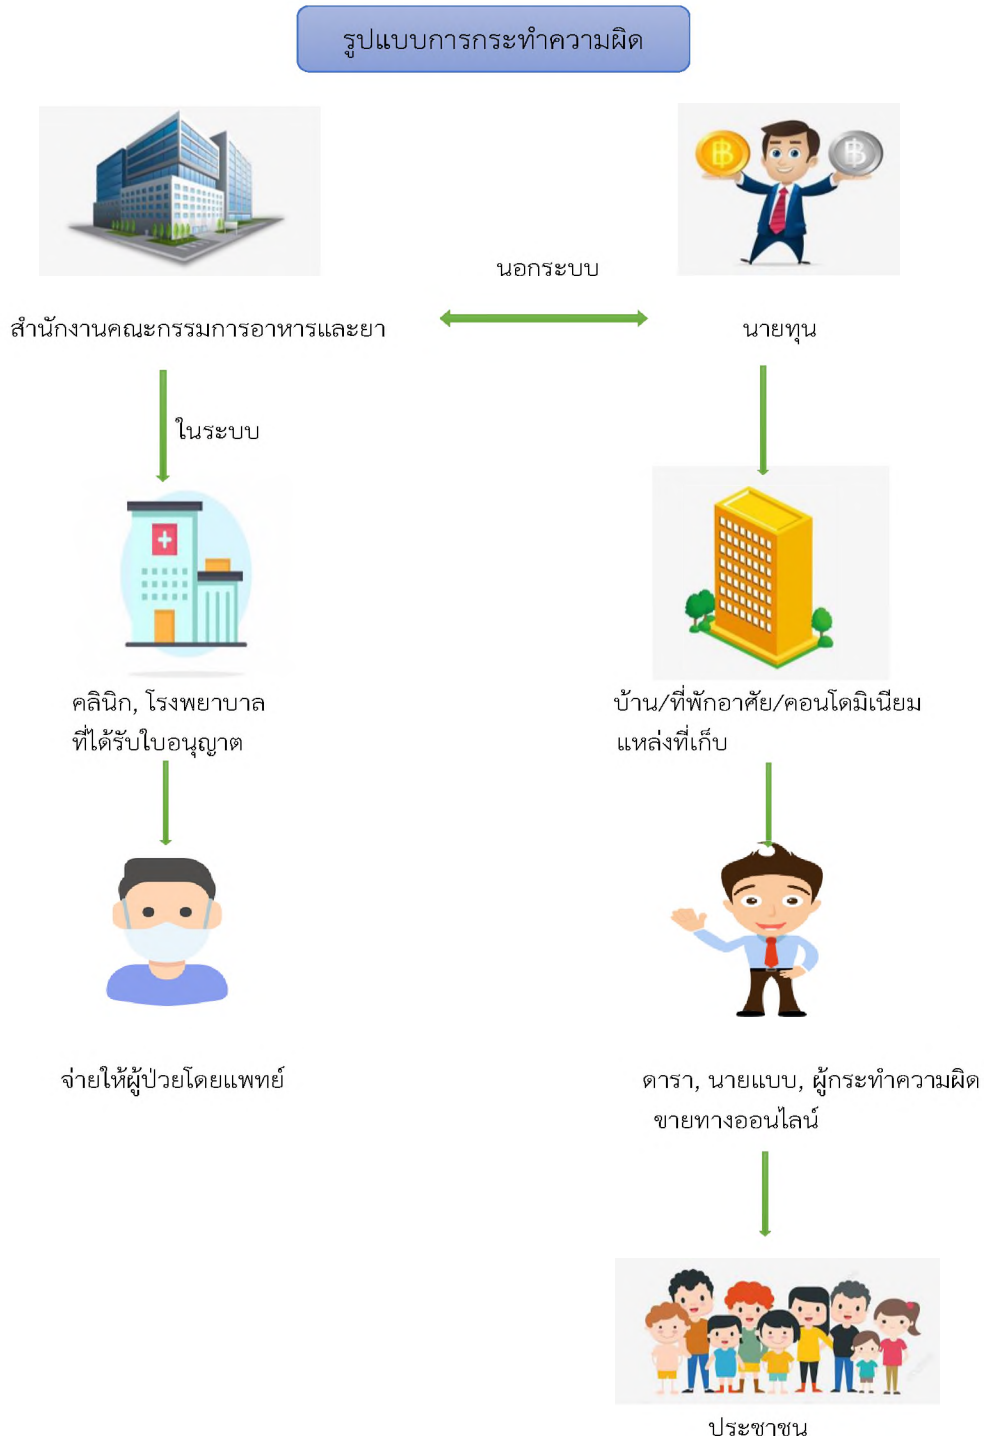 รูปแบบการกระทำความผิด
นอกระบบ
สำนักงานคณะกรรมการอาหารและยา
นายทุน
ในระบบ
คลินิก, โรงพยาบาล
ที่ได้รับใบอนุญาต
บ้าน/ที่พักอาศัย/คอนโดมิเนียม
แหล่งที่เก็บ
จ่ายให้ผู้ป่วยโดยแพทย์
ดารา, นายแบบ, ผู้กระทำความผิด
ขายทางออนไลน์
ประชาชน